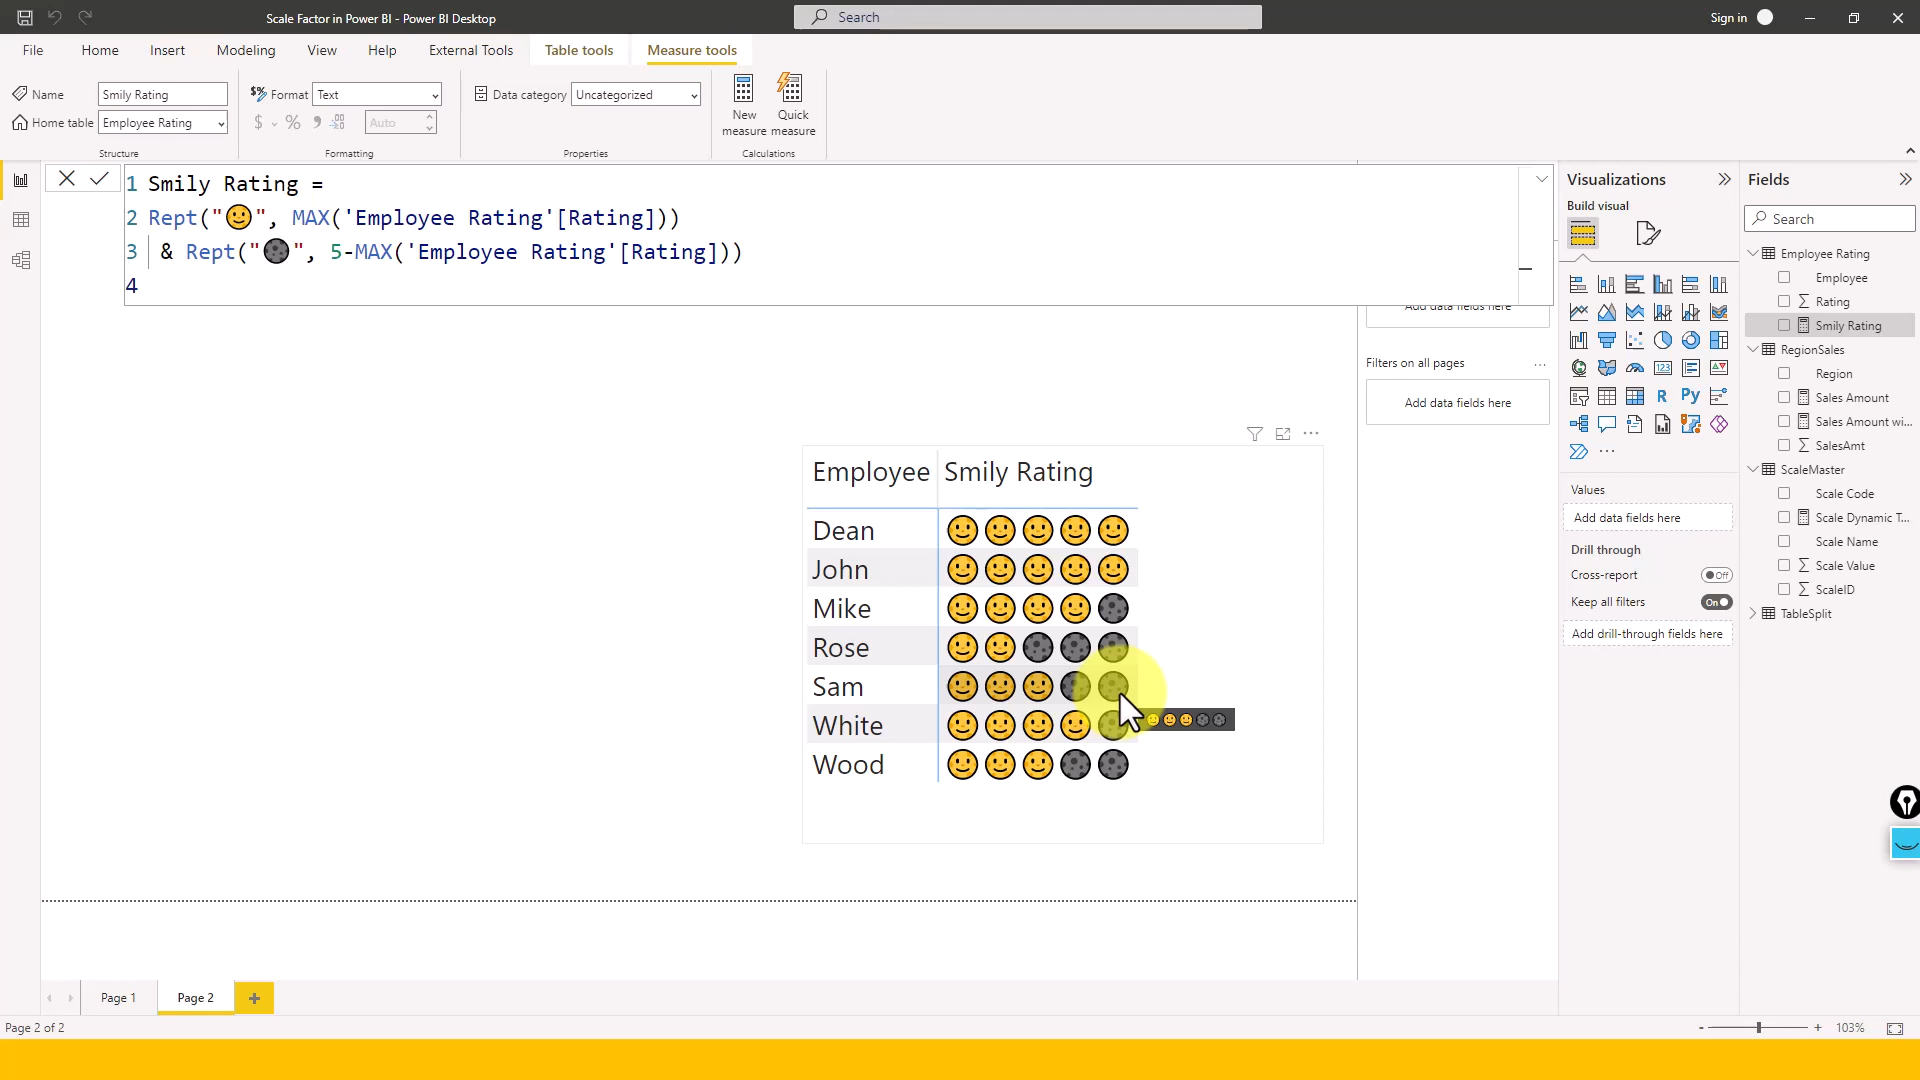 Scale Factor in Power BI - Power BI Desktop
Search
Sign in
File Home Insert Modeling View Help External Tools Table tools Measure tools
Name Smily Rating
Home table Employee Rating
Structure
$% Format Text
$ % 9 Auto
Formatting
Data category Uncategorized
Properties
New measure
Quick measure
Calculations
1 Smily Rating =
2 Rept("🙂", MAX('Employee Rating'[Rating]))
3 & Rept("🌑", 5-MAX('Employee Rating'[Rating]))
4
Add data fields here
Filters on all pages ...
Add data fields here
Employee Smily Rating
Dean 🙂🙂🙂🙂🙂
John 🙂🙂🙂🙂🙂
Mike 🙂🙂🙂🙂🌑
Rose 🙂🙂🌑🌑🌑
Sam 🙂🙂🙂🌑🌑
White 🙂🙂🙂🙂🌑
Wood 🙂🙂🙂🌑🌑
🙂🙂🙂🌑🌑
Visualizations
Build visual
123
R Py
...
Values
Add data fields here
Drill through
Cross-report Off
Keep all filters On
Add drill-through fields here
Fields
Search
Employee Rating
Employee
Σ Rating
Smily Rating
RegionSales
Region
Sales Amount
Sales Amount wi...
Σ SalesAmt
ScaleMaster
Scale Code
Scale Dynamic T...
Scale Name
Σ Scale Value
Σ ScaleID
TableSplit
Page 1 Page 2 +
Page 2 of 2
- + 103%